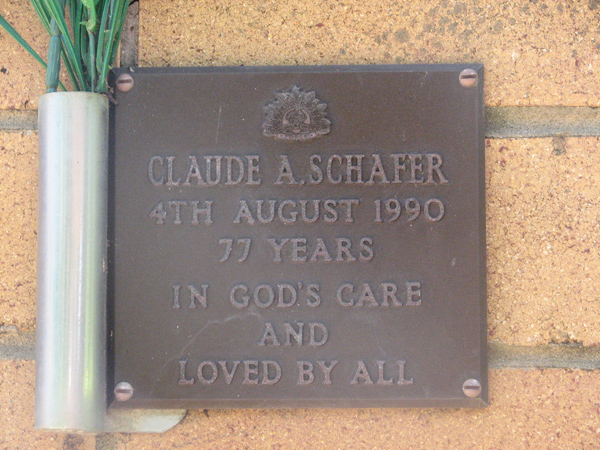 CLAUDE A. SCHAFER
4TH AUGUST 1990
77 YEARS
IN GOD'S CARE
AND
LOVED BY ALL